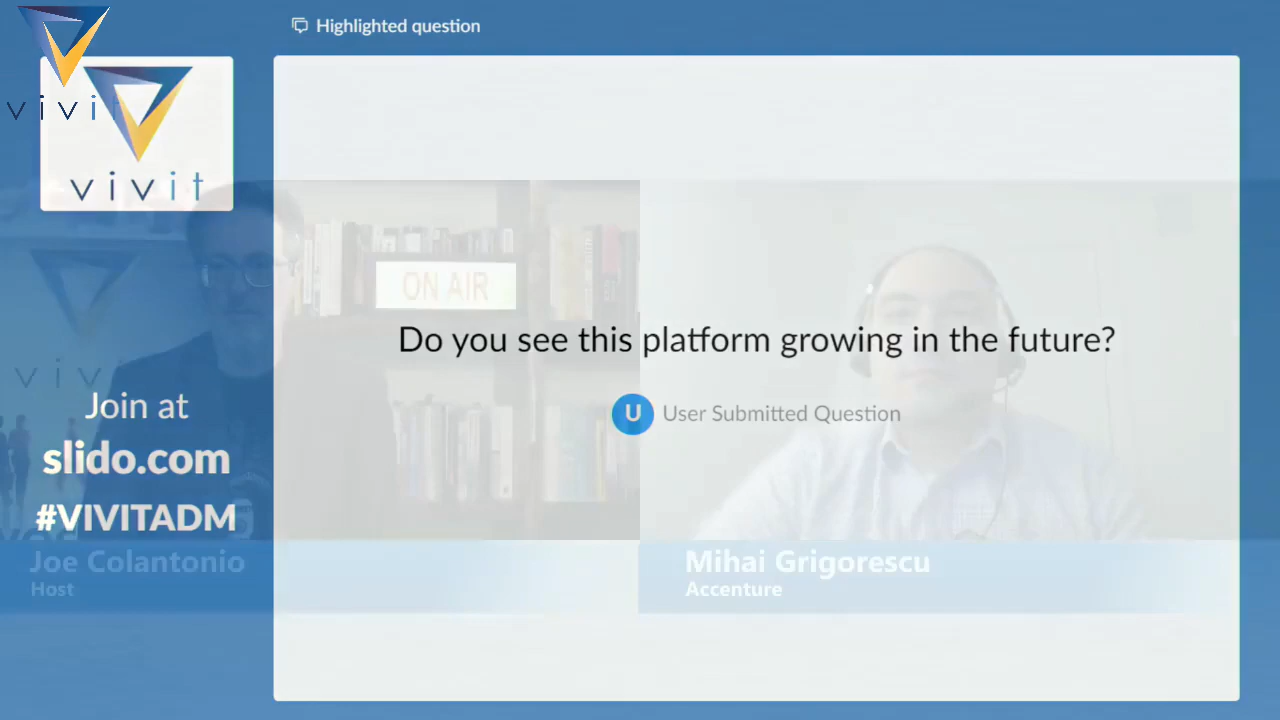 Highlighted question
vivit
vivit
ON AIR
Do you see this platform growing in the future?
U User Submitted Question
viv
Join at
slido.com
#VIVITADM
Joe Colantonio
Host
Mihai Grigorescu
Accenture